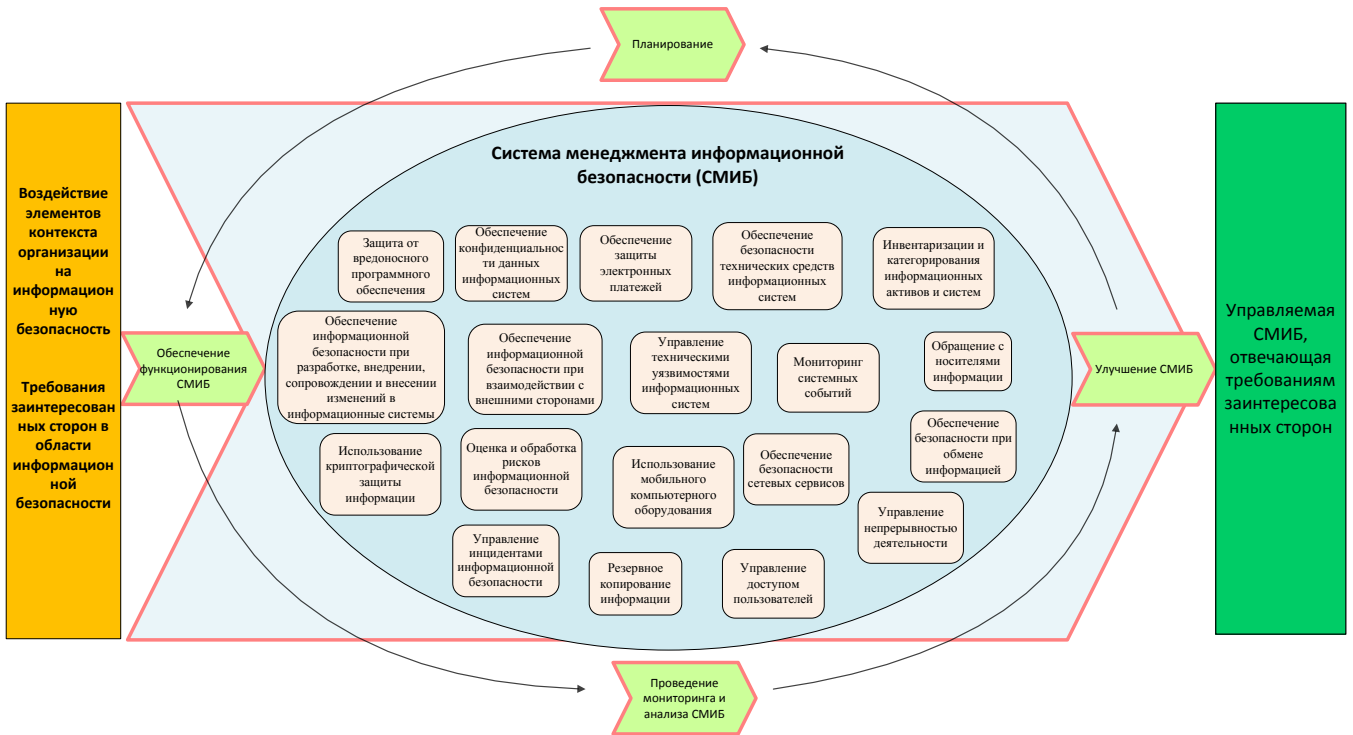 Планирование
Система менеджмента информационной
безопасности (СМИБ)
Воздействие
элементов
контекста
организации
на
информацион
ную
безопасность
Требования
заинтересован
ных сторон в
области
информацион
ной
безопасности
Обеспечение
функционирования
СМИБ
Защита от
вредоносного
программного
обеспечения
Обеспечение
конфиденциальнос
ти данных
информационных
систем
Обеспечение
защиты
электронных
платежей
Обеспечение
безопасности
технических средств
информационных
систем
Инвентаризации и
категорирования
информационных
активов и систем
Обеспечение
информационной
безопасности при
разработке, внедрении,
сопровождении и внесении
изменений в
информационные системы
Обеспечение
информационной
безопасности при
взаимодействии с
внешними сторонами
Управление
техническими
уязвимостями
информационных
систем
Мониторинг
системных
событий
Обращение с
носителями
информации
Использование
криптографической
защиты
информации
Оценка и обработка
рисков
информационной
безопасности
Использование
мобильного
компьютерного
оборудования
Обеспечение
безопасности
сетевых сервисов
Обеспечение
безопасности при
обмене
информацией
Управление
непрерывностью
деятельности
Управление
инцидентами
информационной
безопасности
Резервное
копирование
информации
Управление
доступом
пользователей
Улучшение СМИБ
Управляемая
СМИБ,
отвечающая
требованиям
заинтересова
нных сторон
Проведение
мониторинга и
анализа СМИБ